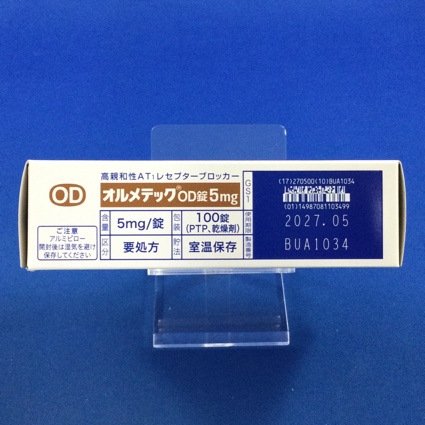 高親和性AT₁レセプターブロッカー
OD
オルメテック®OD錠5mg
含量 5mg/錠 包装 100錠 (PTP、乾燥剤)
区分 要処方 貯法 室温保存
ご注意
アルミピロー
開封後は湿気を避け
保存してください
GS1
使用期限
製造番号
(17)270500(10)BUA1034
(01)14987081103499
2027.05
BUA1034